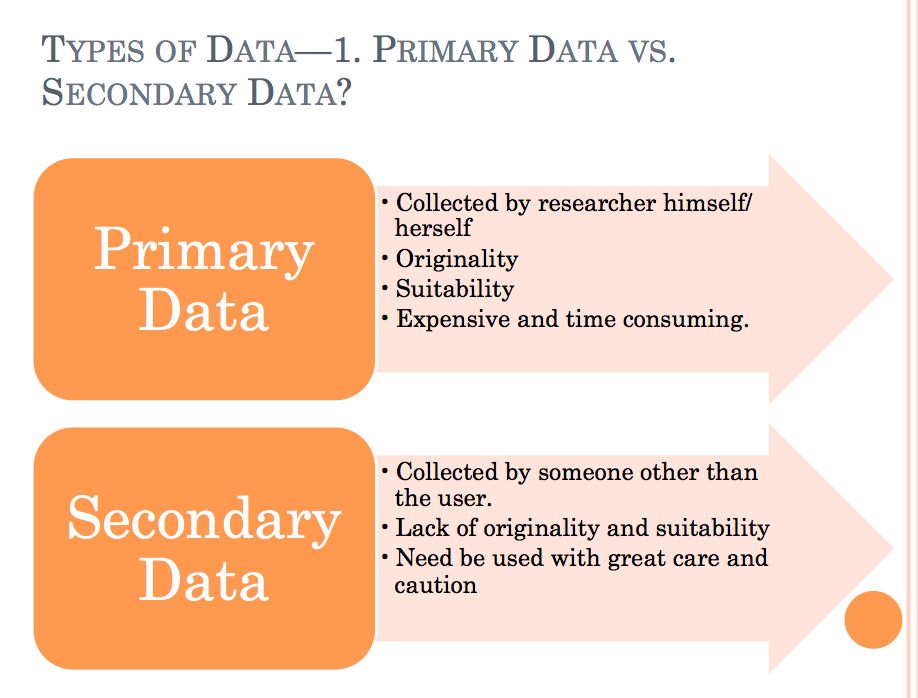 Types of Data—1. Primary Data vs.
Secondary Data?
Primary
Data
• Collected by researcher himself/
herself
• Originality
• Suitability
• Expensive and time consuming.
Secondary
Data
• Collected by someone other than
the user.
• Lack of originality and suitability
• Need be used with great care and
caution